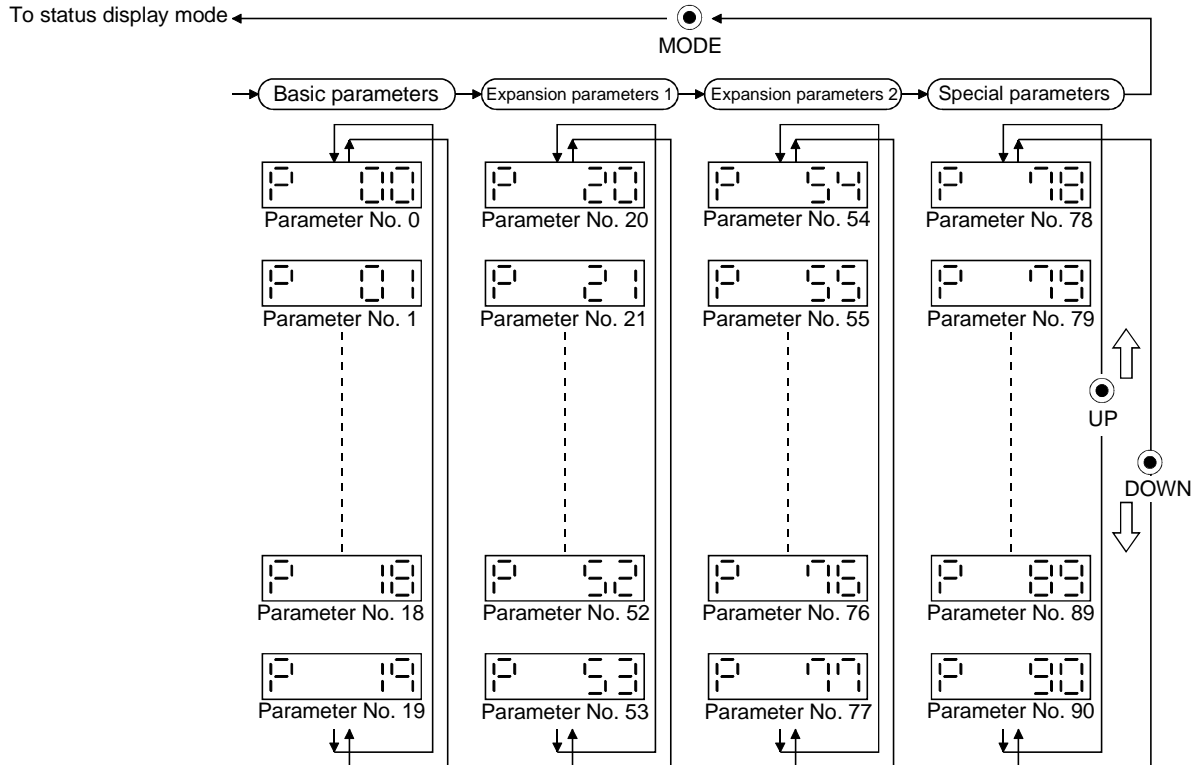 To status display mode
MODE
Basic parameters
Expansion parameters 1
Expansion parameters 2
Special parameters
P 00
P 20
P 54
P 78
Parameter No. 0
Parameter No. 20
Parameter No. 54
Parameter No. 78
P 01
P 21
P 55
P 79
Parameter No. 1
Parameter No. 21
Parameter No. 55
Parameter No. 79
UP
DOWN
P 18
P 52
P 76
P 89
Parameter No. 18
Parameter No. 52
Parameter No. 76
Parameter No. 89
P 19
P 53
P 77
P 90
Parameter No. 19
Parameter No. 53
Parameter No. 77
Parameter No. 90